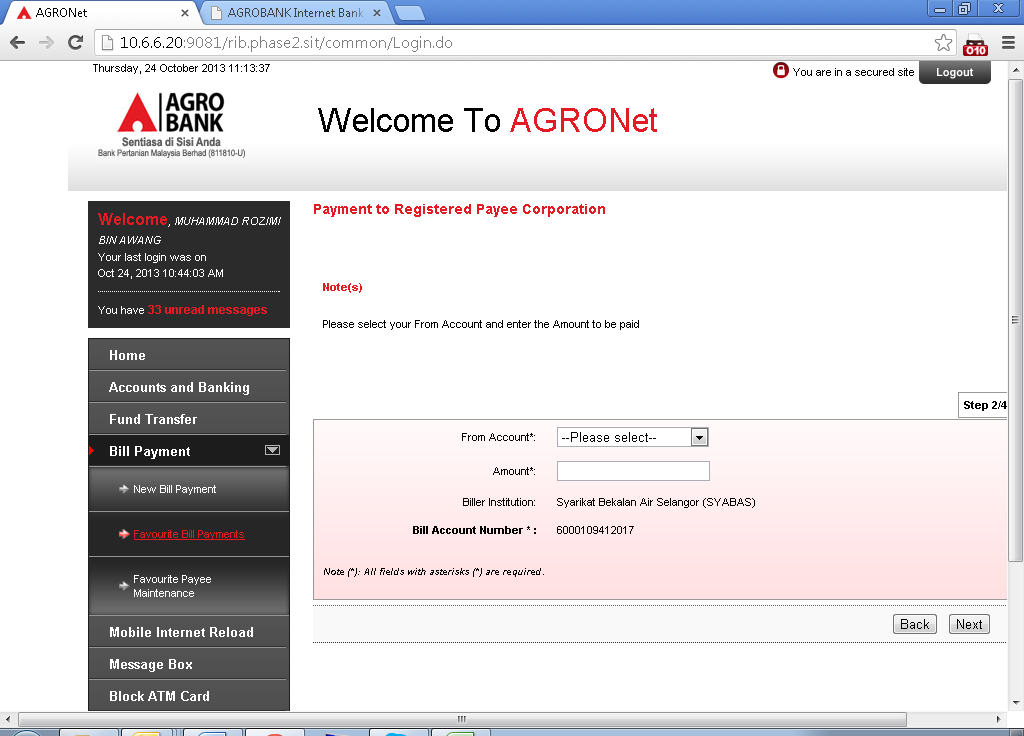 AGRONet
AGROBANK Internet Bank
10.6.6.20:9081/rib.phase2.sit/common/Login.do
010
Thursday, 24 October 2013 11:13:37
You are in a secured site
Logout
AGRO
BANK
Sentiasa di Sisi Anda
Bank Pertanian Malaysia Berhad (811810-U)
Welcome To AGRONet
Welcome, MUHAMMAD ROZIMI
BIN AWANG
Your last login was on
Oct 24, 2013 10:44:03 AM
You have 33 unread messages
Home
Accounts and Banking
Fund Transfer
Bill Payment
New Bill Payment
Favourite Bill Payments
Favourite Payee
Maintenance
Mobile Internet Reload
Message Box
Block ATM Card
Payment to Registered Payee Corporation
Note(s)
Please select your From Account and enter the Amount to be paid
Step 2/4
From Account*: --Please select--
Amount*:
Biller Institution: Syarikat Bekalan Air Selangor (SYABAS)
Bill Account Number * : 6000109412017
Note (*): All fields with asterisks (*) are required.
Back Next